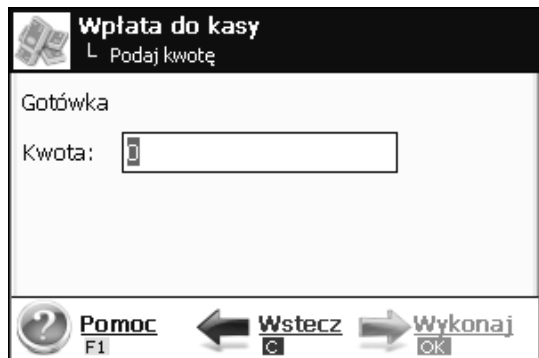 Wpłata do kasy
└ Podaj kwotę
Gotówka
Kwota: 0
Pomoc Wstecz Wykonaj
F1 C OK